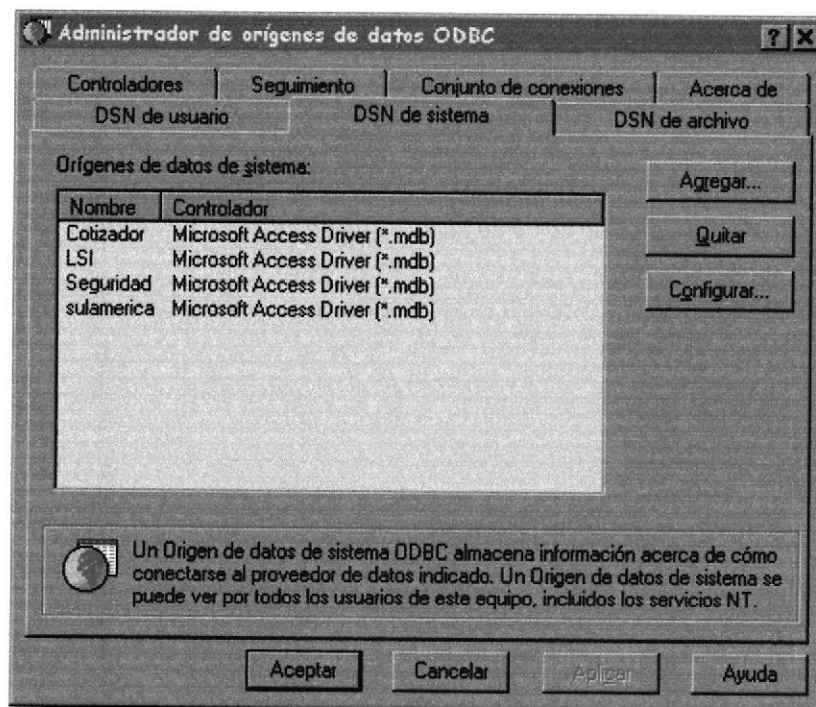 Administrador de orígenes de datos ODBC
Controladores Seguimiento Conjunto de conexiones Acerca de
DSN de usuario DSN de sistema DSN de archivo
Orígenes de datos de sistema:
Nombre Controlador
Cotizador Microsoft Access Driver (*.mdb)
LSI Microsoft Access Driver (*.mdb)
Seguridad Microsoft Access Driver (*.mdb)
sulamerica Microsoft Access Driver (*.mdb)
Agregar...
Quitar
Configurar...
Un Origen de datos de sistema ODBC almacena información acerca de cómo
conectarse al proveedor de datos indicado. Un Origen de datos de sistema se
puede ver por todos los usuarios de este equipo, incluidos los servicios NT.
Aceptar Cancelar Aplicar Ayuda